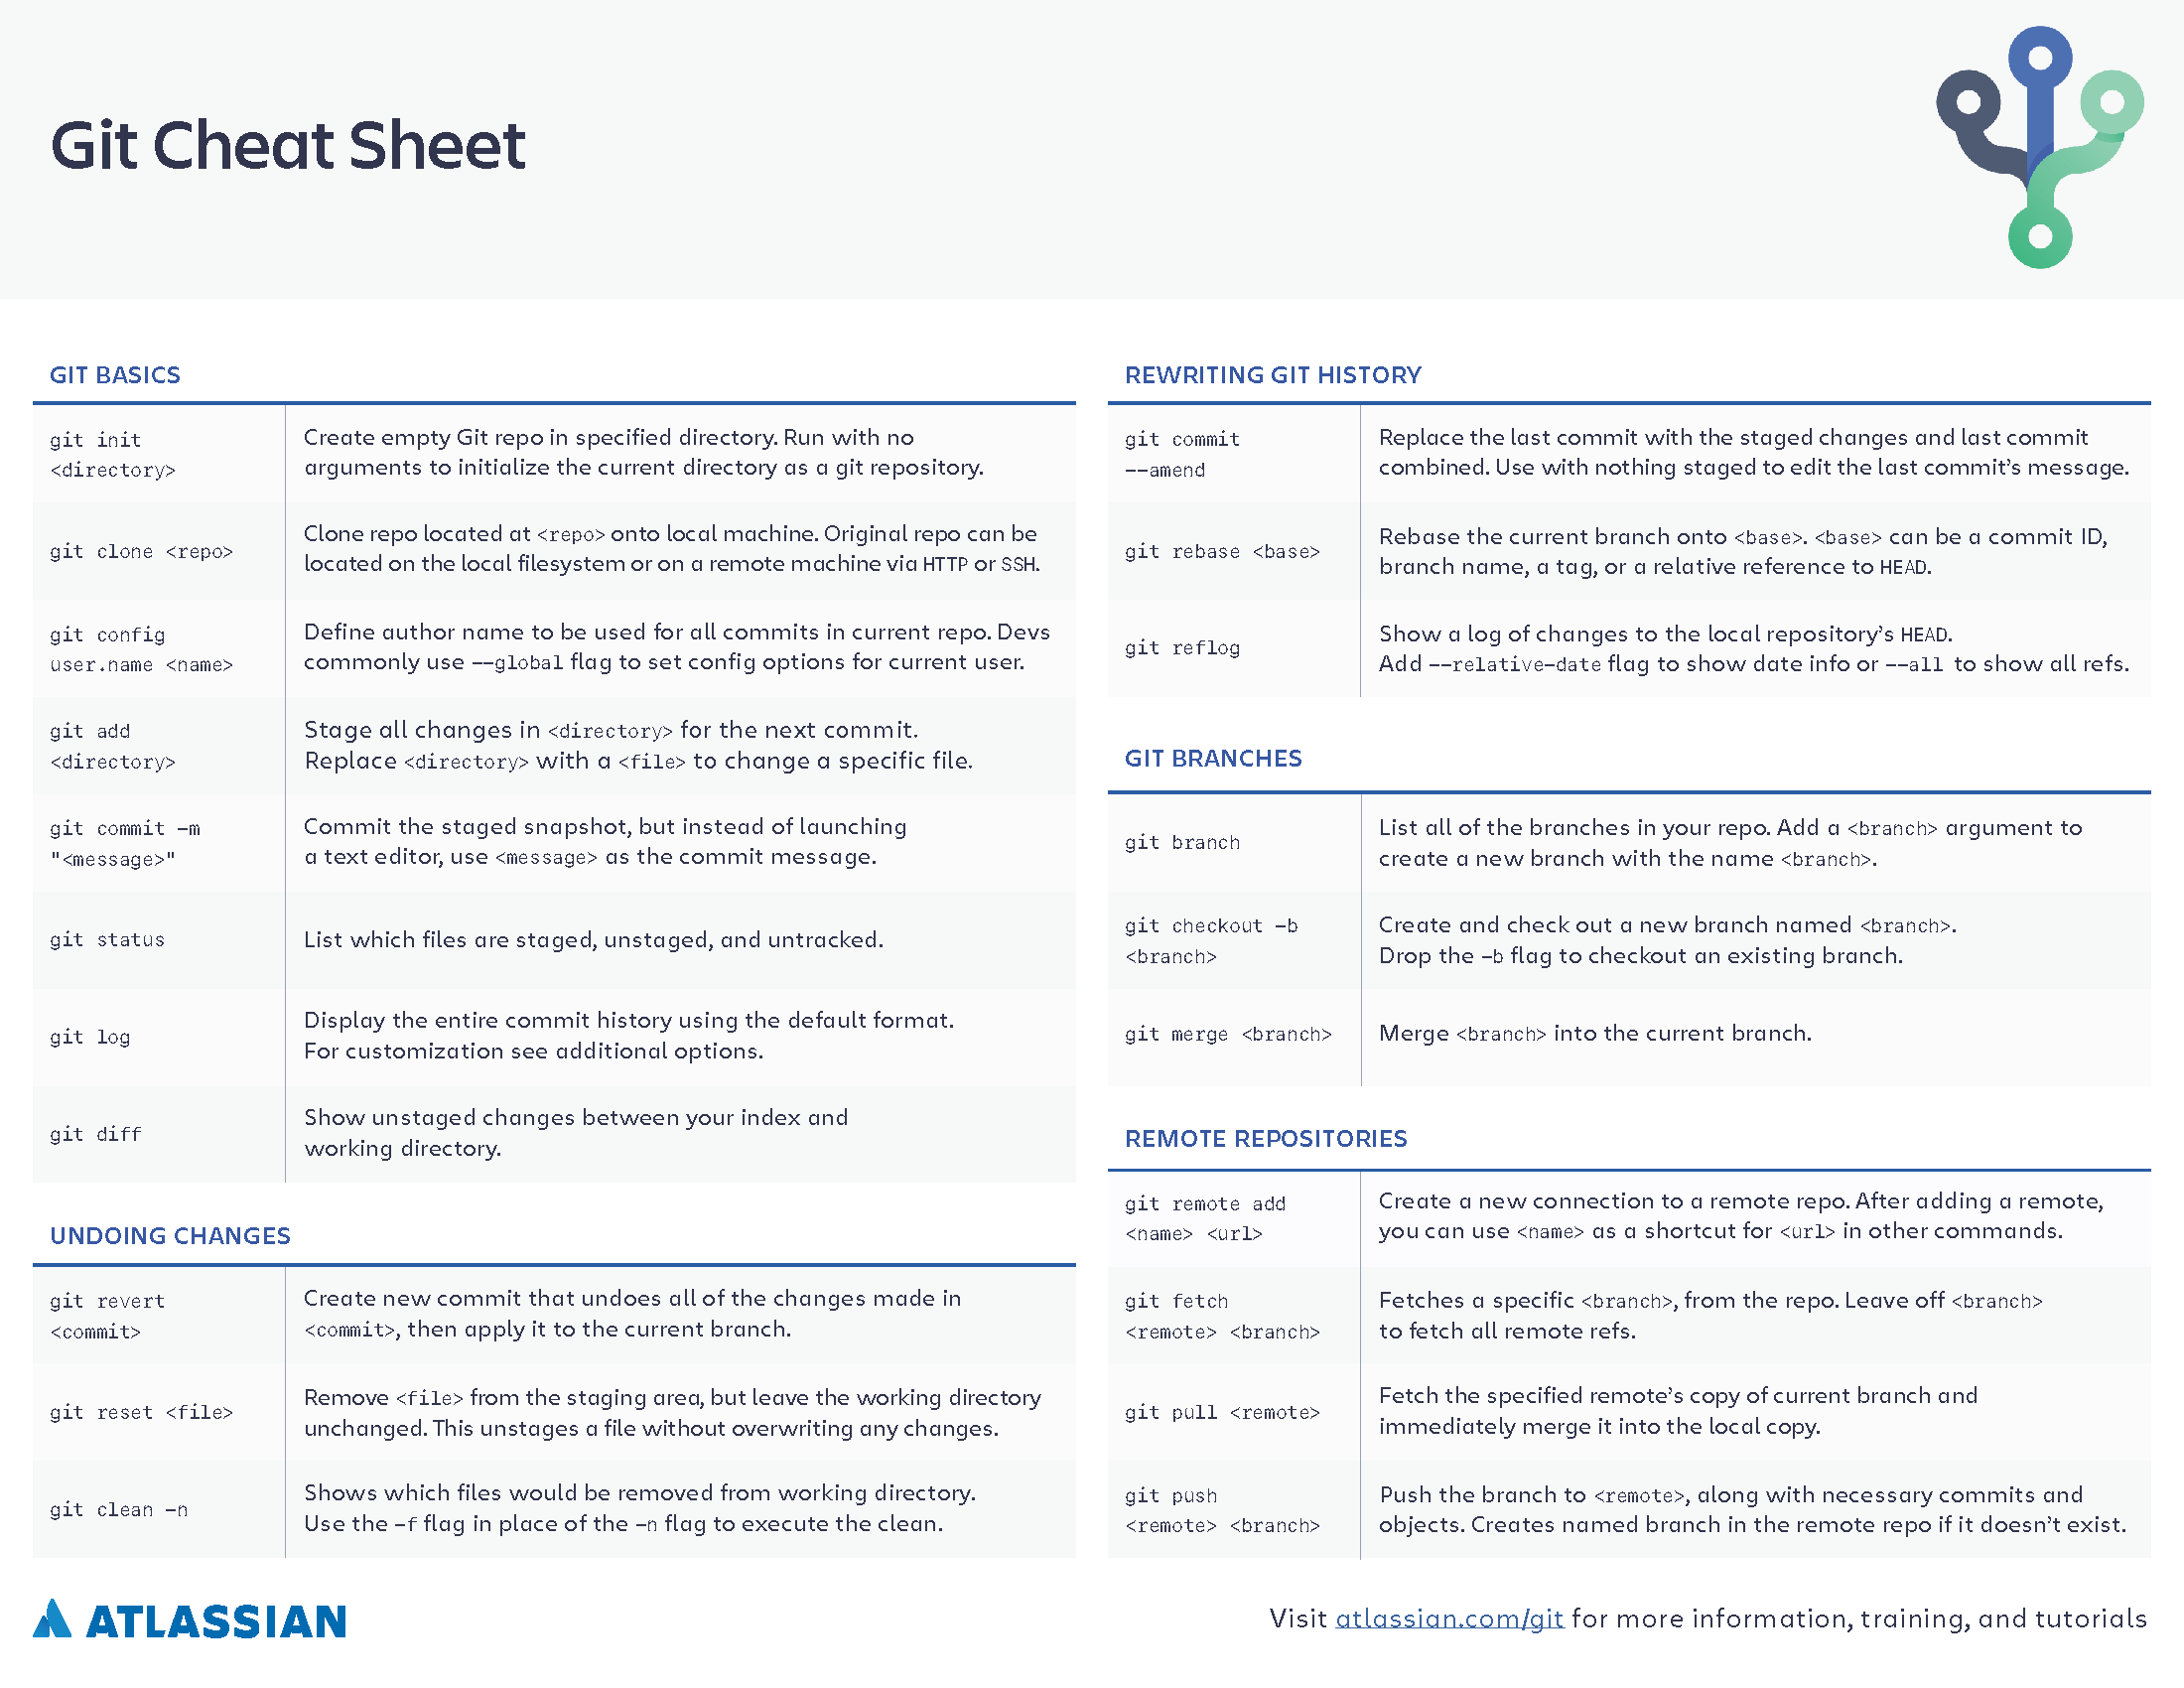 Git Cheat Sheet
GIT BASICS
git init
<directory>
Create empty Git repo in specified directory. Run with no
arguments to initialize the current directory as a git repository.
git clone <repo>
Clone repo located at <repo> onto local machine. Original repo can be
located on the local filesystem or on a remote machine via HTTP or SSH.
git config
user.name <name>
Define author name to be used for all commits in current repo. Devs
commonly use --global flag to set config options for current user.
git add
<directory>
Stage all changes in <directory> for the next commit.
Replace <directory> with a <file> to change a specific file.
git commit -m
"<message>"
Commit the staged snapshot, but instead of launching
a text editor, use <message> as the commit message.
git status
List which files are staged, unstaged, and untracked.
git log
Display the entire commit history using the default format.
For customization see additional options.
git diff
Show unstaged changes between your index and
working directory.
UNDOING CHANGES
git revert
<commit>
Create new commit that undoes all of the changes made in
<commit>, then apply it to the current branch.
git reset <file>
Remove <file> from the staging area, but leave the working directory
unchanged. This unstages a file without overwriting any changes.
git clean -n
Shows which files would be removed from working directory.
Use the -f flag in place of the -n flag to execute the clean.
REWRITING GIT HISTORY
git commit
--amend
Replace the last commit with the staged changes and last commit
combined. Use with nothing staged to edit the last commit’s message.
git rebase <base>
Rebase the current branch onto <base>. <base> can be a commit ID,
branch name, a tag, or a relative reference to HEAD.
git reflog
Show a log of changes to the local repository’s HEAD.
Add --relative-date flag to show date info or --all to show all refs.
GIT BRANCHES
git branch
List all of the branches in your repo. Add a <branch> argument to
create a new branch with the name <branch>.
git checkout -b
<branch>
Create and check out a new branch named <branch>.
Drop the -b flag to checkout an existing branch.
git merge <branch>
Merge <branch> into the current branch.
REMOTE REPOSITORIES
git remote add
<name> <url>
Create a new connection to a remote repo. After adding a remote,
you can use <name> as a shortcut for <url> in other commands.
git fetch
<remote> <branch>
Fetches a specific <branch>, from the repo. Leave off <branch>
to fetch all remote refs.
git pull <remote>
Fetch the specified remote’s copy of current branch and
immediately merge it into the local copy.
git push
<remote> <branch>
Push the branch to <remote>, along with necessary commits and
objects. Creates named branch in the remote repo if it doesn’t exist.
ATLASSIAN
Visit atlassian.com/git for more information, training, and tutorials